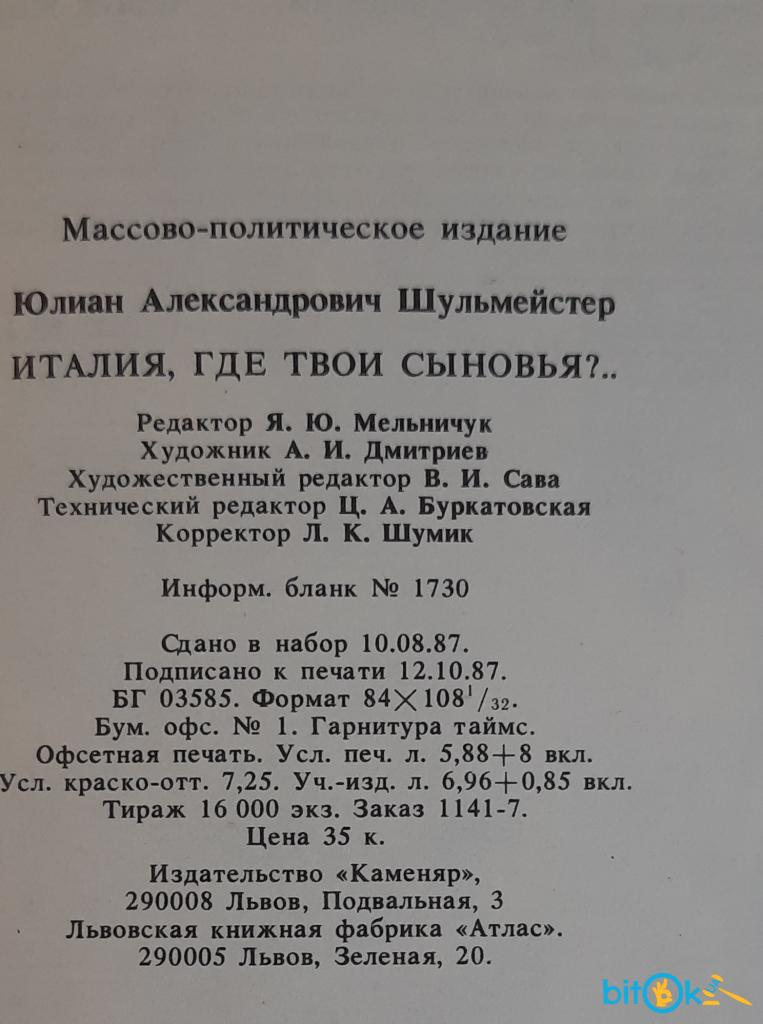 Массово-политическое издание
Юлиан Александрович Шульмейстер
ИТАЛИЯ, ГДЕ ТВОИ СЫНОВЬЯ?..
Редактор Я. Ю. Мельничук
Художник А. И. Дмитриев
Художественный редактор В. И. Сава
Технический редактор Ц. А. Буркатовская
Корректор Л. К. Шумик
Информ. бланк № 1730
Сдано в набор 10.08.87.
Подписано к печати 12.10.87.
БГ 03585. Формат 84×108¹/₃₂.
Бум. офс. № 1. Гарнитура таймс.
Офсетная печать. Усл. печ. л. 5,88+8 вкл.
Усл. краско-отт. 7,25. Уч.-изд. л. 6,96+0,85 вкл.
Тираж 16 000 экз. Заказ 1141-7.
Цена 35 к.
Издательство «Каменяр»,
290008 Львов, Подвальная, 3
Львовская книжная фабрика «Атлас».
290005 Львов, Зеленая, 20.
bitOk